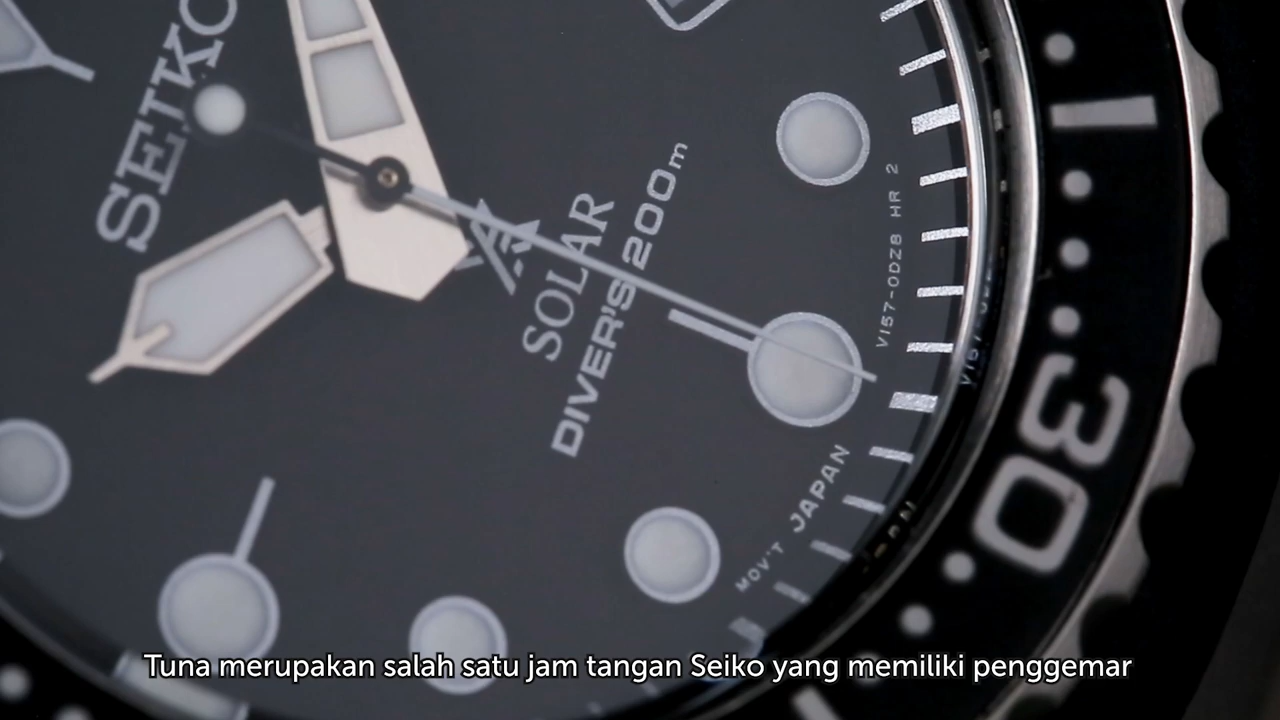 SEIKO
SOLAR
DIVER'S 200m
V157-0DZB HR 2
MOV'T JAPAN
30
Tuna merupakan salah satu jam tangan Seiko yang memiliki penggemar